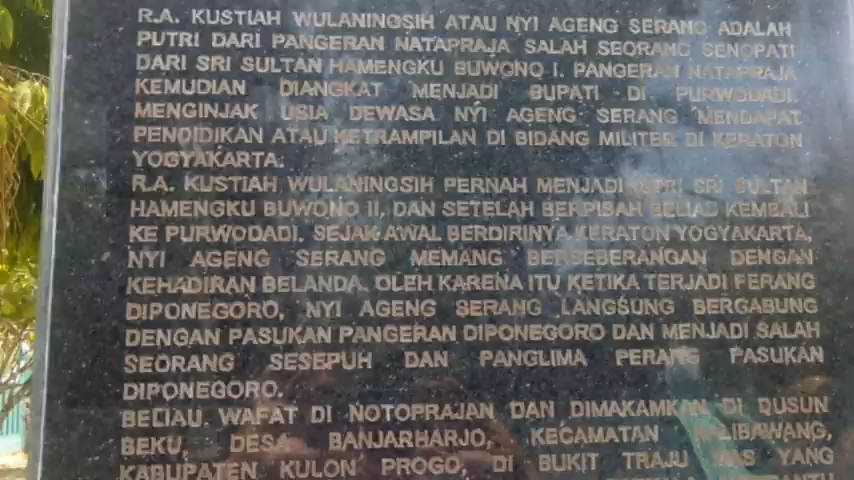 R.A. KUSTIAH WULANINGSIH ATAU NYI AGENG SERANG ADALAH
PUTRI DARI PANGERAN NATAPRAJA SALAH SEORANG SENOPATI
DARI SRI SULTAN HAMENGKU BUWONO I. PANGERAN NATAPRAJA
KEMUDIAN DIANGKAT MENJADI BUPATI DI PURWODADI.
MENGINJAK USIA DEWASA NYI AGENG SERANG MENDAPAT
PENDIDIKAN ATAU KETRAMPILAN DI BIDANG MILITER DI KERATON
YOGYAKARTA.
R.A. KUSTIAH WULANINGSIH PERNAH MENJADI ISTRI SRI SULTAN
HAMENGKU BUWONO II, DAN SETELAH BERPISAH BELIAU KEMBALI
KE PURWODADI. SEJAK AWAL BERDIRINYA KERATON YOGYAKARTA,
NYI AGENG SERANG MEMANG BERSEBERANGAN DENGAN
KEHADIRAN BELANDA. OLEH KARENA ITU KETIKA TERJADI PERANG
DIPONEGORO, NYI AGENG SERANG LANGSUNG BERGABUNG
DENGAN PASUKAN PANGERAN DIPONEGORO DAN MENJADI SALAH
SEORANG SESEPUH DAN PANGLIMA PERANG PASUKAN
DIPONEGORO.
BELIAU WAFAT DI NOTOPRAJAN DAN DIMAKAMKAN DI DUSUN
BEKU, DESA BANJARHARJO, KECAMATAN KALIBAWANG,
KABUPATEN KULON PROGO, DI BUKIT TRAJU MAS YANG